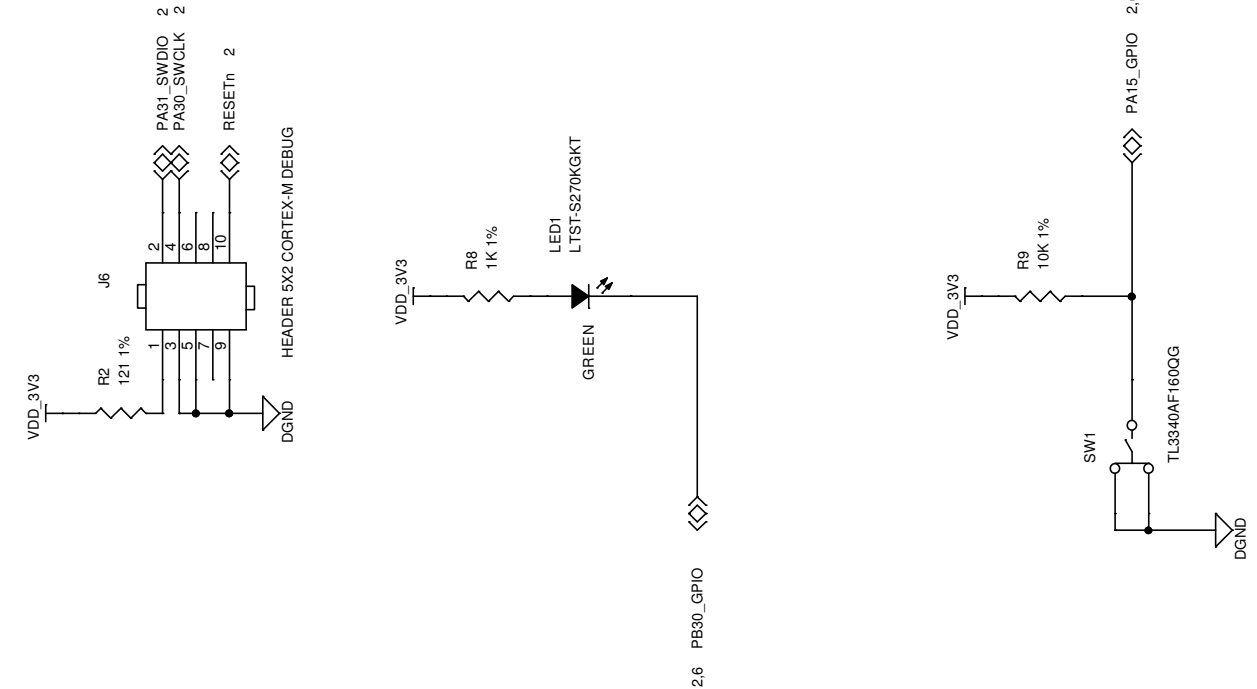 VDD_3V3
R2
121 1%
J6
1
3
5
7
9
2
4
6
8
10
PA31_SWDIO 2
PA30_SWCLK 2
RESETn 2
HEADER 5X2 CORTEX-M DEBUG
DGND
VDD_3V3
R8
1K 1%
LED1
LTST-S270KGKT
GREEN
2,6 PB30_GPIO
VDD_3V3
R9
10K 1%
PA15_GPIO
SW1
TL3340AF160QG
DGND